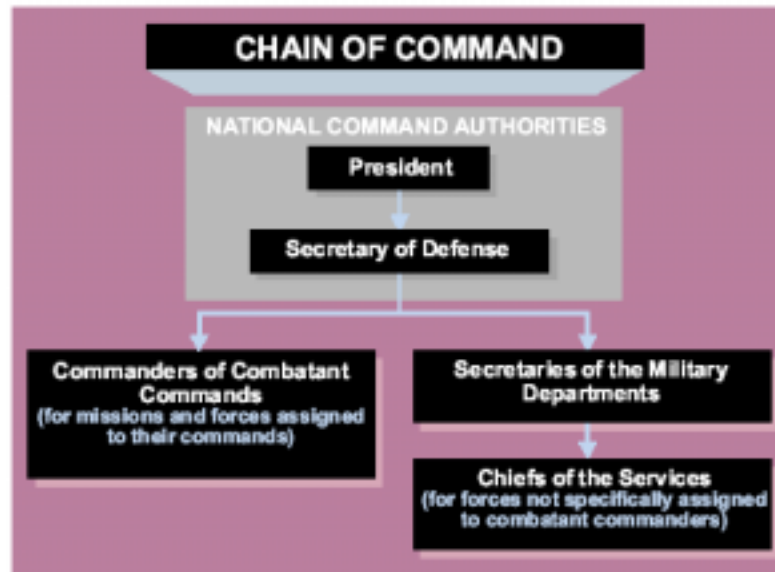 CHAIN OF COMMAND
NATIONAL COMMAND AUTHORITIES
President
Secretary of Defense
Commanders of Combatant
Commands
(for missions and forces assigned
to their commands)
Secretaries of the Military
Departments
Chiefs of the Services
(for forces not specifically assigned
to combatant commanders)